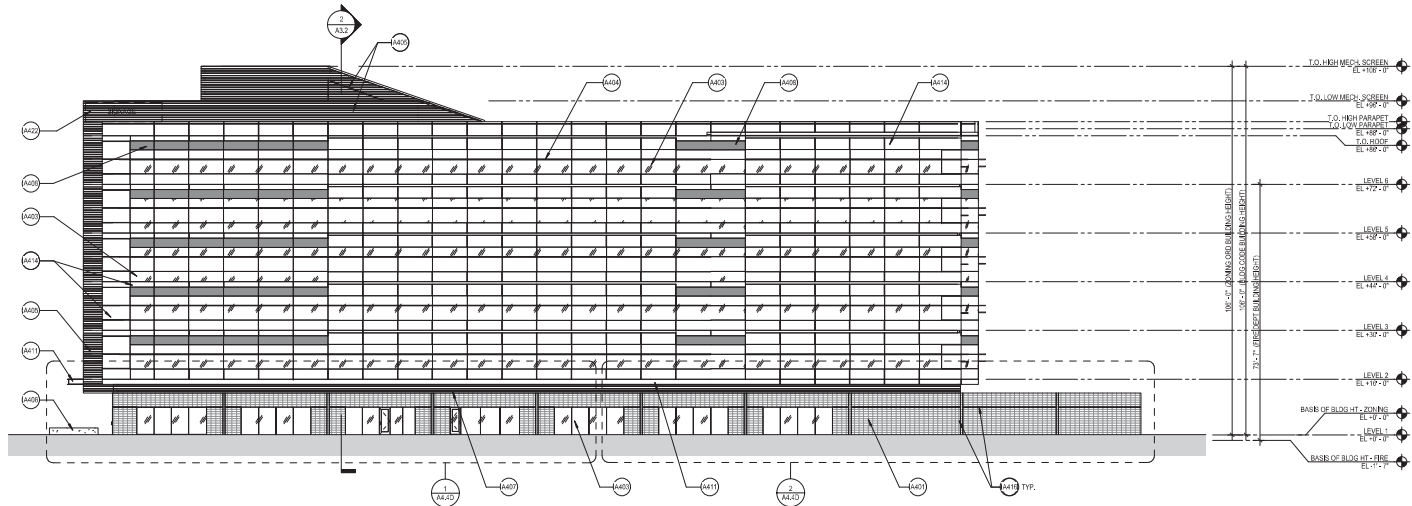 2
A3.2
A405
A404
A403
A408
A414
A422
A408
A403
A414
A405
A411
A406
1
A4.4D
A407
A403
A411
2
A4.4D
A401
A416 TYP.
T.O. HIGH MECH. SCREEN
EL +106' - 0"
T.O. LOW MECH. SCREEN
EL +96' - 0"
T.O. HIGH PARAPET
T.O. LOW PARAPET
EL +88' - 0"
T.O. ROOF
EL +86' - 0"
LEVEL 6
EL +72' - 0"
LEVEL 5
EL +58' - 0"
LEVEL 4
EL +44' - 0"
LEVEL 3
EL +30' - 0"
LEVEL 2
EL +16' - 0"
BASIS OF BLDG HT - ZONING
EL +0' - 0"
LEVEL 1
EL +0' - 0"
BASIS OF BLDG HT - FIRE
EL -1' - 7"
106' - 0" (ZONING ORD BUILDING HEIGHT)
106' - 0" (BLDG CODE BUILDING HEIGHT)
73' - 7" (FIRE DEPT BUILDING HEIGHT)